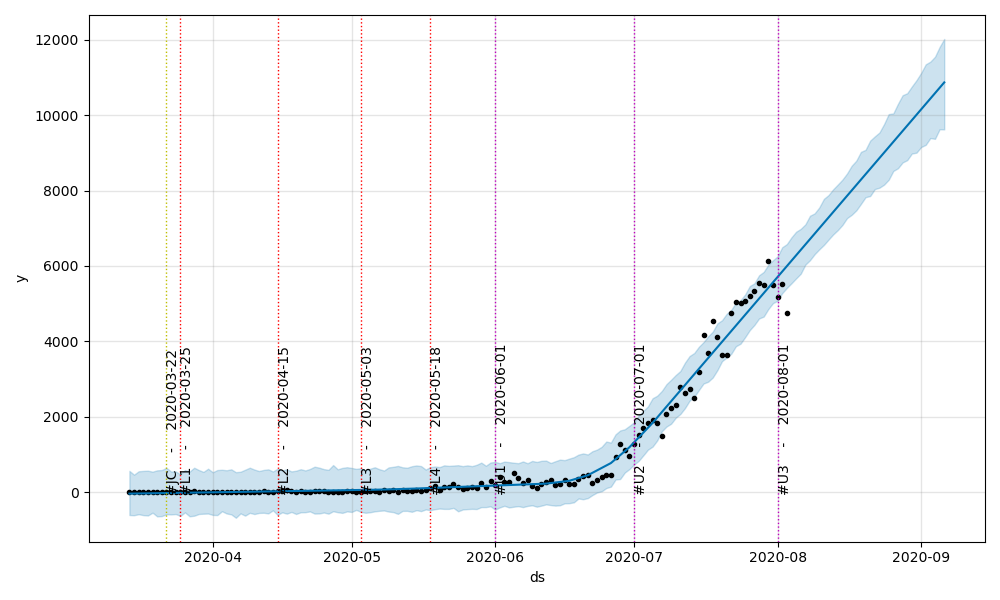 12000
10000
8000
6000
4000
2000
0
y
#JC - 2020-03-22
#L1 - 2020-03-25
#L2 - 2020-04-15
#L3 - 2020-05-03
#L4 - 2020-05-18
#U1 - 2020-06-01
#U2 - 2020-07-01
#U3 - 2020-08-01
2020-04
2020-05
2020-06
2020-07
2020-08
2020-09
ds